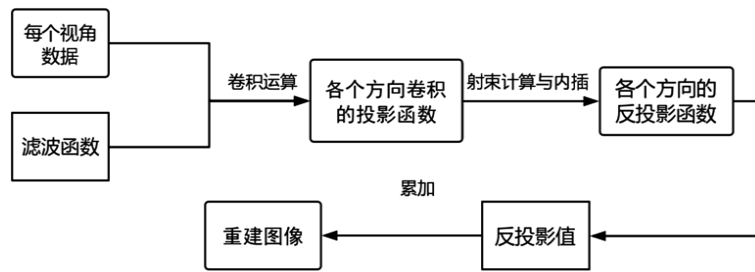 每个视角
数据
滤波函数
卷积运算
各个方向卷积
的投影函数
射束计算与内插
各个方向的
反投影函数
累加
重建图像
反投影值